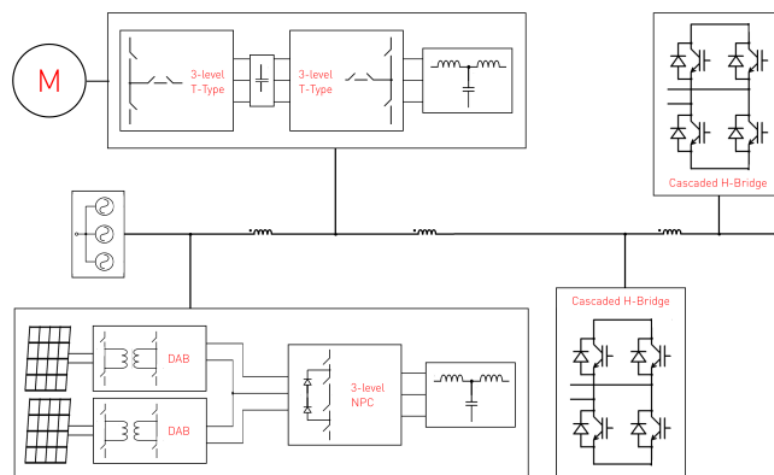 M
3-level
T-Type
3-level
T-Type
Cascaded H-Bridge
Cascaded H-Bridge
DAB
3-level
NPC
DAB